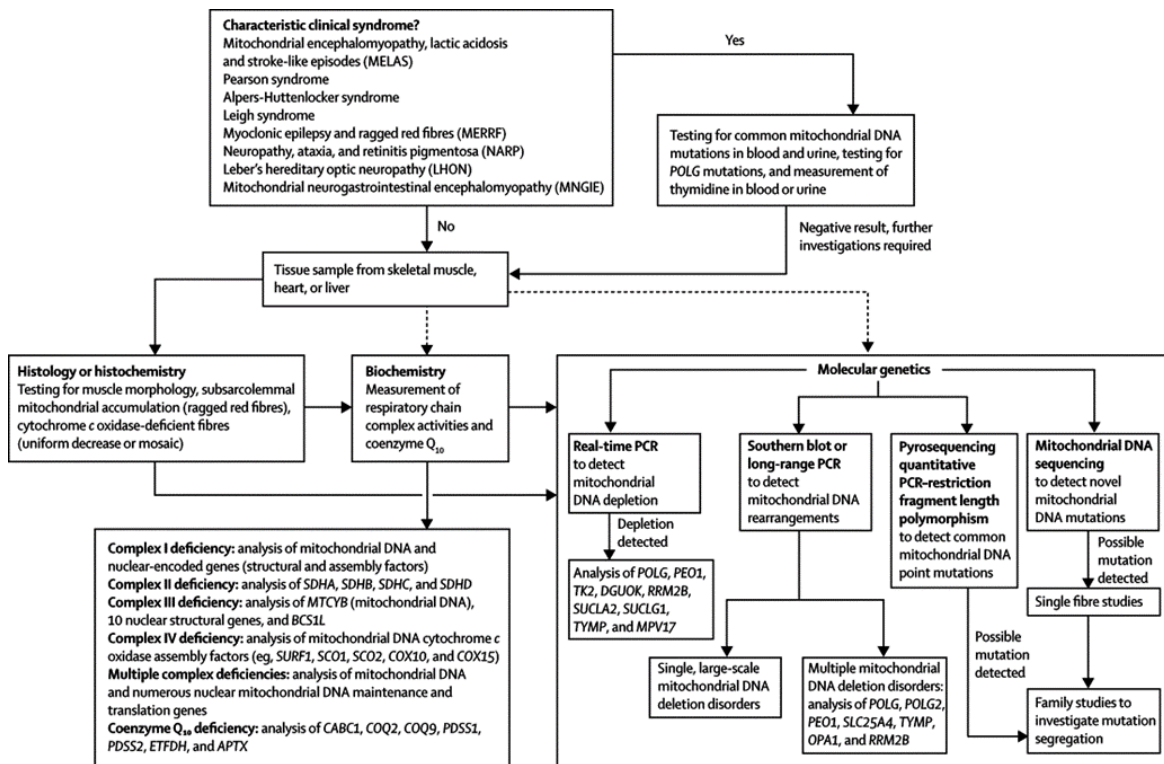 Characteristic clinical syndrome?
Mitochondrial encephalomyopathy, lactic acidosis
and stroke-like episodes (MELAS)
Pearson syndrome
Alpers-Huttenlocker syndrome
Leigh syndrome
Myoclonic epilepsy and ragged red fibres (MERRF)
Neuropathy, ataxia, and retinitis pigmentosa (NARP)
Leber's hereditary optic neuropathy (LHON)
Mitochondrial neurogastrointestinal encephalomyopathy (MNGIE)
Yes
Testing for common mitochondrial DNA
mutations in blood and urine, testing for
POLG mutations, and measurement of
thymidine in blood or urine
No
Negative result, further
investigations required
Tissue sample from skeletal muscle,
heart, or liver
Histology or histochemistry
Testing for muscle morphology, subsarcolemmal
mitochondrial accumulation (ragged red fibres),
cytochrome c oxidase-deficient fibres
(uniform decrease or mosaic)
Biochemistry
Measurement of
respiratory chain
complex activities and
coenzyme Q10
Molecular genetics
Real-time PCR
to detect
mitochondrial
DNA depletion
Southern blot or
long-range PCR
to detect
mitochondrial DNA
rearrangements
Pyrosequencing
quantitative
PCR-restriction
fragment length
polymorphism
to detect common
mitochondrial DNA
point mutations
Mitochondrial DNA
sequencing
to detect novel
mitochondrial
DNA mutations
Depletion
detected
Analysis of POLG, PEO1,
TK2, DGUOK, RRM2B,
SUCLA2, SUCLG1,
TYMP, and MPV17
Possible
mutation
detected
Single fibre studies
Single, large-scale
mitochondrial DNA
deletion disorders
Multiple mitochondrial
DNA deletion disorders:
analysis of POLG, POLG2,
PEO1, SLC25A4, TYMP,
OPA1, and RRM2B
Possible
mutation
detected
Family studies to
investigate mutation
segregation
Complex I deficiency: analysis of mitochondrial DNA and
nuclear-encoded genes (structural and assembly factors)
Complex II deficiency: analysis of SDHA, SDHB, SDHC, and SDHD
Complex III deficiency: analysis of MTCYB (mitochondrial DNA),
10 nuclear structural genes, and BCS1L
Complex IV deficiency: analysis of mitochondrial DNA cytochrome c
oxidase assembly factors (eg, SURF1, SCO1, SCO2, COX10, and COX15)
Multiple complex deficiencies: analysis of mitochondrial DNA
and numerous nuclear mitochondrial DNA maintenance and
translation genes
Coenzyme Q10 deficiency: analysis of CABC1, COQ2, COQ9, PDSS1,
PDSS2, ETFDH, and APTX